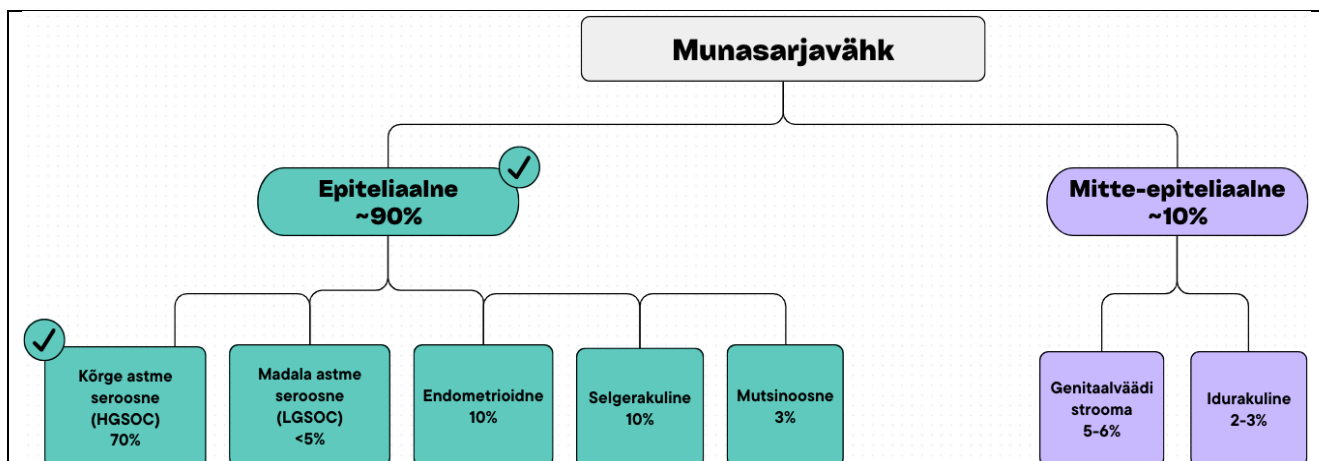 Munasarjavähk
Epiteliaalne
~90%
Mitte-epiteliaalne
~10%
Kõrge astme
seroosne
(HGSOC)
70%
Madala astme
seroosne
(LGSOC)
<5%
Endometrioidne
10%
Selgerakuline
10%
Mutsinoosne
3%
Genitaalväädi
strooma
5-6%
Idurakuline
2-3%